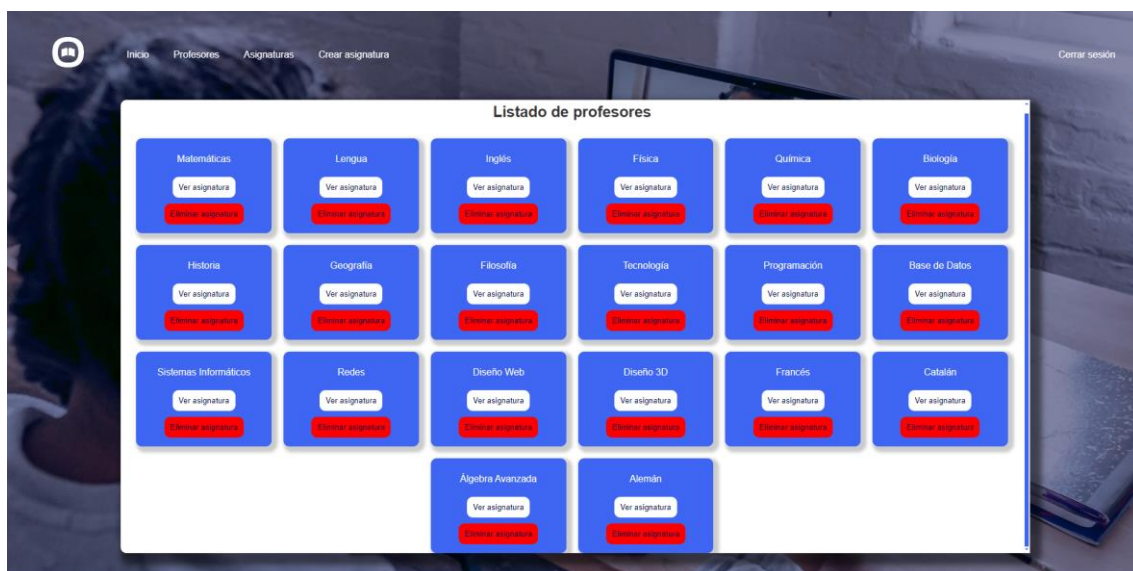 Inicio Profesores Asignaturas Crear asignatura Cerrar sesión
Listado de profesores
Matemáticas Lengua Inglés Física Química Biología
Ver asignatura Ver asignatura Ver asignatura Ver asignatura Ver asignatura Ver asignatura
Eliminar asignatura Eliminar asignatura Eliminar asignatura Eliminar asignatura Eliminar asignatura Eliminar asignatura
Historia Geografía Filosofía Tecnología Programación Base de Datos
Ver asignatura Ver asignatura Ver asignatura Ver asignatura Ver asignatura Ver asignatura
Eliminar asignatura Eliminar asignatura Eliminar asignatura Eliminar asignatura Eliminar asignatura Eliminar asignatura
Sistemas Informáticos Redes Diseño Web Diseño 3D Francés Catalán
Ver asignatura Ver asignatura Ver asignatura Ver asignatura Ver asignatura Ver asignatura
Eliminar asignatura Eliminar asignatura Eliminar asignatura Eliminar asignatura Eliminar asignatura Eliminar asignatura
Álgebra Avanzada Alemán
Ver asignatura Ver asignatura
Eliminar asignatura Eliminar asignatura